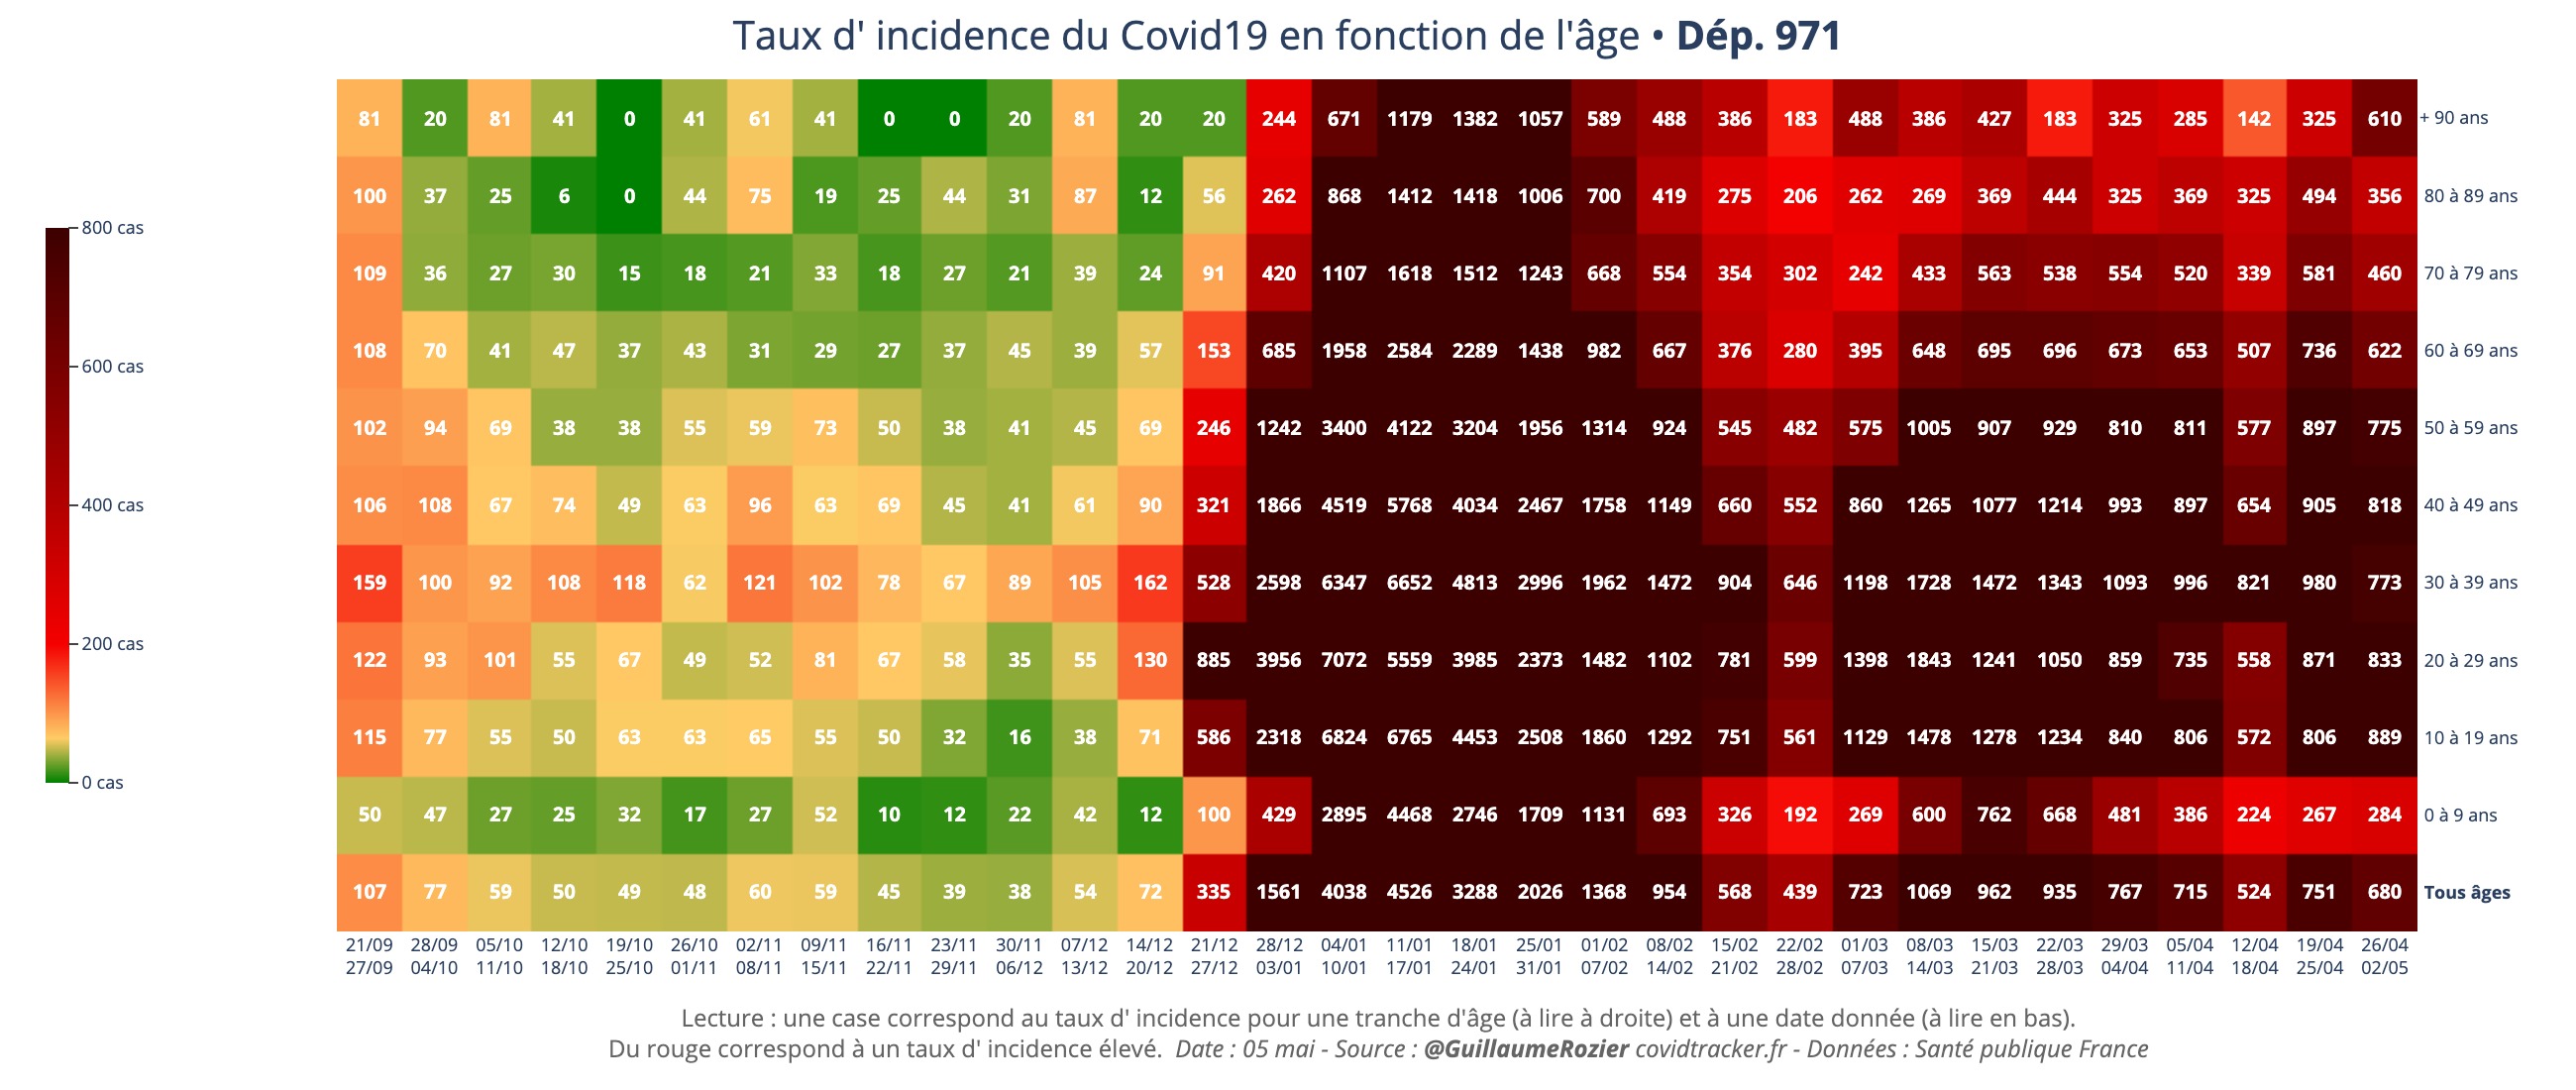 Taux d' incidence du Covid19 en fonction de l'âge • Dép. 971
81 20 81 41 0 41 61 41 0 0 20 81 20 20 244 671 1179 1382 1057 589 488 386 183 488 386 427 183 325 285 142 325 610 + 90 ans
100 37 25 6 0 44 75 19 25 44 31 87 12 56 262 868 1412 1418 1006 700 419 275 206 262 269 369 444 325 369 325 494 356 80 à 89 ans
800 cas
109 36 27 30 15 18 21 33 18 27 21 39 24 91 420 1107 1618 1512 1243 668 554 354 302 242 433 563 538 554 520 339 581 460 70 à 79 ans
108 70 41 47 37 43 31 29 27 37 45 39 57 153 685 1958 2584 2289 1438 982 667 376 280 395 648 695 696 673 653 507 736 622 60 à 69 ans
600 cas
102 94 69 38 38 55 59 73 50 38 41 45 69 246 1242 3400 4122 3204 1956 1314 924 545 482 575 1005 907 929 810 811 577 897 775 50 à 59 ans
400 cas
106 108 67 74 49 63 96 63 69 45 41 61 90 321 1866 4519 5768 4034 2467 1758 1149 660 552 860 1265 1077 1214 993 897 654 905 818 40 à 49 ans
159 100 92 108 118 62 121 102 78 67 89 105 162 528 2598 6347 6652 4813 2996 1962 1472 904 646 1198 1728 1472 1343 1093 996 821 980 773 30 à 39 ans
200 cas
122 93 101 55 67 49 52 81 67 58 35 55 130 885 3956 7072 5559 3985 2373 1482 1102 781 599 1398 1843 1241 1050 859 735 558 871 833 20 à 29 ans
115 77 55 50 63 63 65 55 50 32 16 38 71 586 2318 6824 6765 4453 2508 1860 1292 751 561 1129 1478 1278 1234 840 806 572 806 889 10 à 19 ans
0 cas
50 47 27 25 32 17 27 52 10 12 22 42 12 100 429 2895 4468 2746 1709 1131 693 326 192 269 600 762 668 481 386 224 267 284 0 à 9 ans
107 77 59 50 49 48 60 59 45 39 38 54 72 335 1561 4038 4526 3288 2026 1368 954 568 439 723 1069 962 935 767 715 524 751 680 Tous âges
21/09 28/09 05/10 12/10 19/10 26/10 02/11 09/11 16/11 23/11 30/11 07/12 14/12 21/12 28/12 04/01 11/01 18/01 25/01 01/02 08/02 15/02 22/02 01/03 08/03 15/03 22/03 29/03 05/04 12/04 19/04 26/04
27/09 04/10 11/10 18/10 25/10 01/11 08/11 15/11 22/11 29/11 06/12 13/12 20/12 27/12 03/01 10/01 17/01 24/01 31/01 07/02 14/02 21/02 28/02 07/03 14/03 21/03 28/03 04/04 11/04 18/04 25/04 02/05
Lecture : une case correspond au taux d' incidence pour une tranche d'âge (à lire à droite) et à une date donnée (à lire en bas).
Du rouge correspond à un taux d' incidence élevé. Date : 05 mai - Source : @GuillaumeRozier covidtracker.fr - Données : Santé publique France